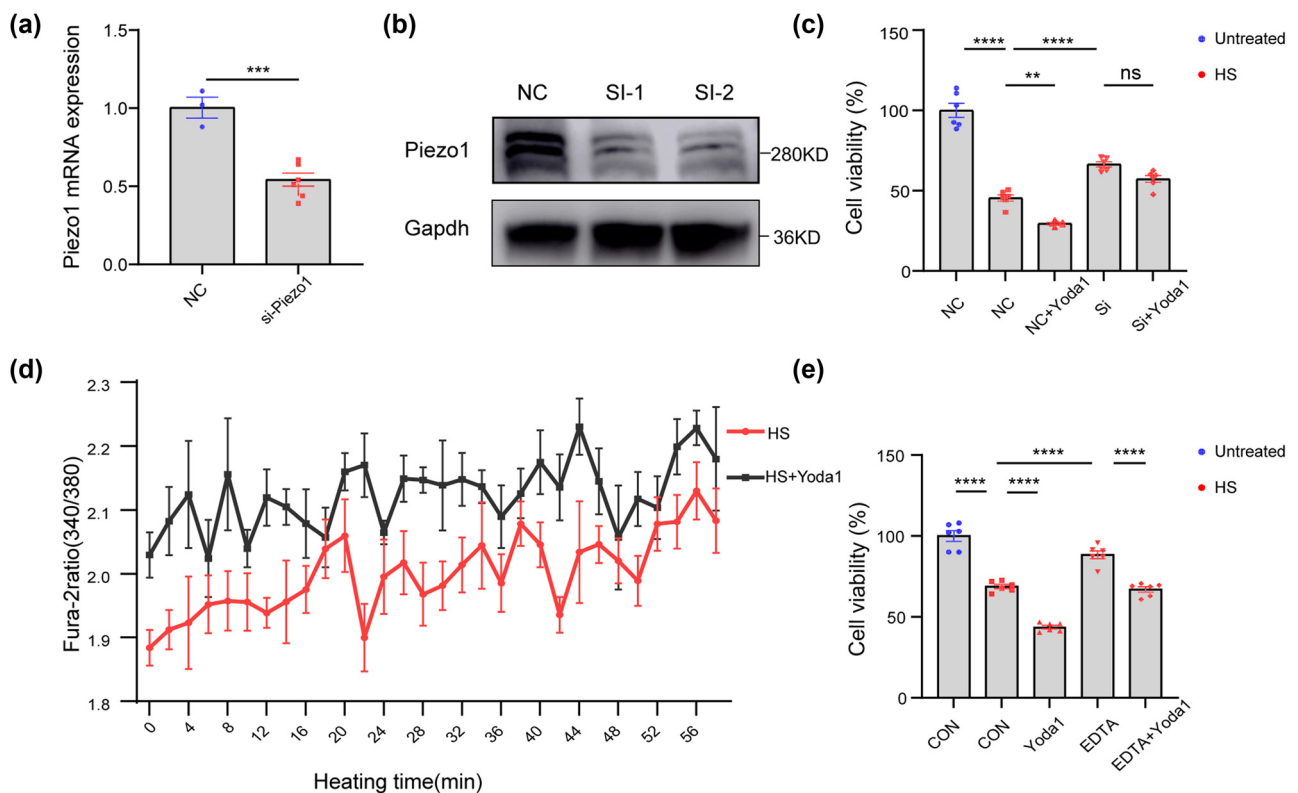 (a)
Piezo1 mRNA expression
1.5
1.0
0.5
0.0
***
NC
si-Piezo1
(b)
NC SI-1 SI-2
Piezo1
280KD
Gapdh
36KD
(c)
Cell viability (%)
150
100
50
0
**** ****
** ns
NC
NC
NC+Yoda1
Si
Si+Yoda1
Untreated
HS
(d)
Fura-2ratio(340/380)
2.3
2.2
2.1
2.0
1.9
1.8
0 4 8 12 16 20 24 28 32 36 40 44 48 52 56
Heating time(min)
HS
HS+Yoda1
(e)
Cell viability (%)
150
100
50
0
**** ****
**** ****
CON
CON
Yoda1
EDTA
EDTA+Yoda1
Untreated
HS